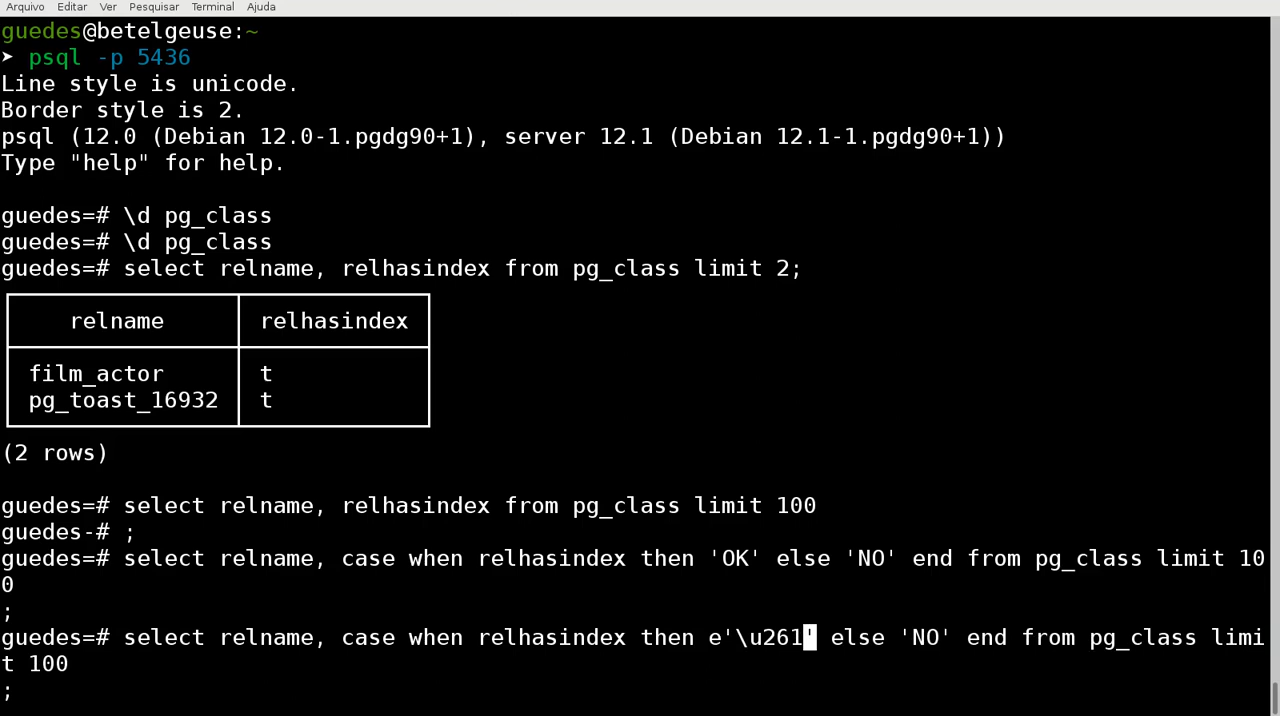 Arquivo Editar Ver Pesquisar Terminal Ajuda
guedes@betelgeuse:~
➤ psql -p 5436
Line style is unicode.
Border style is 2.
psql (12.0 (Debian 12.0-1.pgdg90+1), server 12.1 (Debian 12.1-1.pgdg90+1))
Type "help" for help.
guedes=# \d pg_class
guedes=# \d pg_class
guedes=# select relname, relhasindex from pg_class limit 2;
relname relhasindex
film_actor t
pg_toast_16932 t
(2 rows)
guedes=# select relname, relhasindex from pg_class limit 100
guedes-# ;
guedes=# select relname, case when relhasindex then 'OK' else 'NO' end from pg_class limit 10
0
;
guedes=# select relname, case when relhasindex then e'\u261' else 'NO' end from pg_class limi
t 100
;